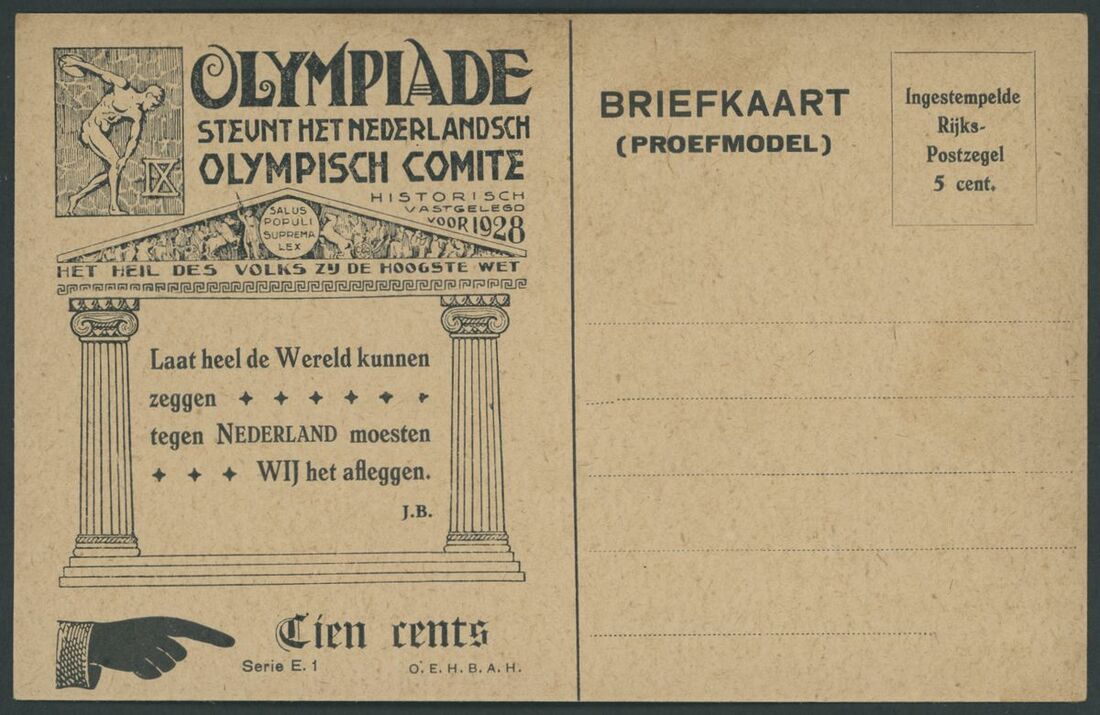 OLYMPIADE
STEUNT HET NEDERLANDSCH
OLYMPISCH COMITE
HISTORISCH
VASTGELEGD
VOOR 1928
IX
SALUS
POPULI
SUPREMA
LEX
HET HEIL DES VOLKS ZIJ DE HOOGSTE WET
Laat heel de Wereld kunnen
zeggen
tegen NEDERLAND moesten
WIJ het afleggen.
J.B.
Tien cents
Serie E. 1
O. E. H. B. A. H.
BRIEFKAART
(PROEFMODEL)
Ingestempelde
Rijks-
Postzegel
5 cent.